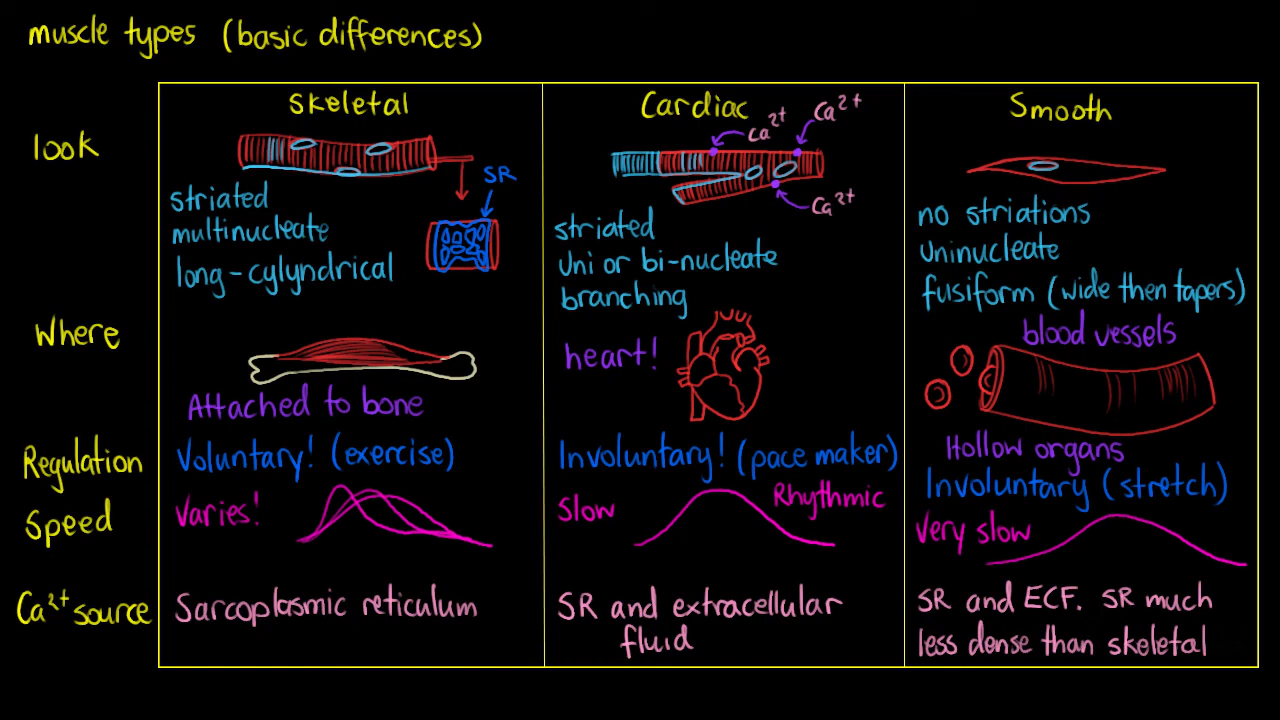 muscle types (basic differences)
Skeletal
Cardiac
Smooth
look
Ca²⁺
Ca²⁺
SR
Ca²⁺
striated
multinucleate
long-cylyndrical
striated
uni or bi-nucleate
branching
no striations
uninucleate
fusiform (wide then tapers)
Where
Attached to bone
heart!
blood vessels
Hollow organs
Regulation
Voluntary! (exercise)
Involuntary! (pace maker)
Involuntary (stretch)
Speed
Varies!
Slow
Rhythmic
Very slow
Ca²⁺ source
Sarcoplasmic reticulum
SR and extracellular
fluid
SR and ECF. SR much
less dense than skeletal